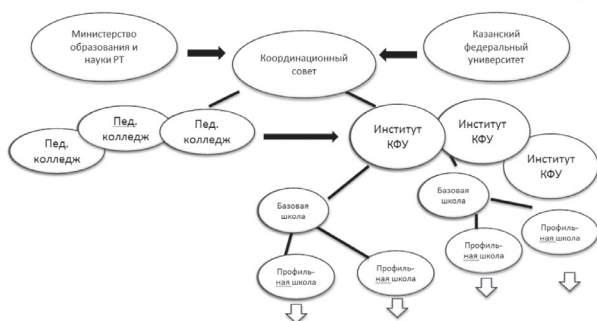 Министерство
образования и
науки РТ
Координационный
совет
Казанский
федеральный
университет
Пед.
колледж
Пед.
колледж
Пед.
колледж
Институт
КФУ
Институт
КФУ
Институт
КФУ
Базовая
школа
Базовая
школа
Профиль-
ная школа
Профиль-
ная школа
Профиль-
ная школа
Профиль-
ная школа